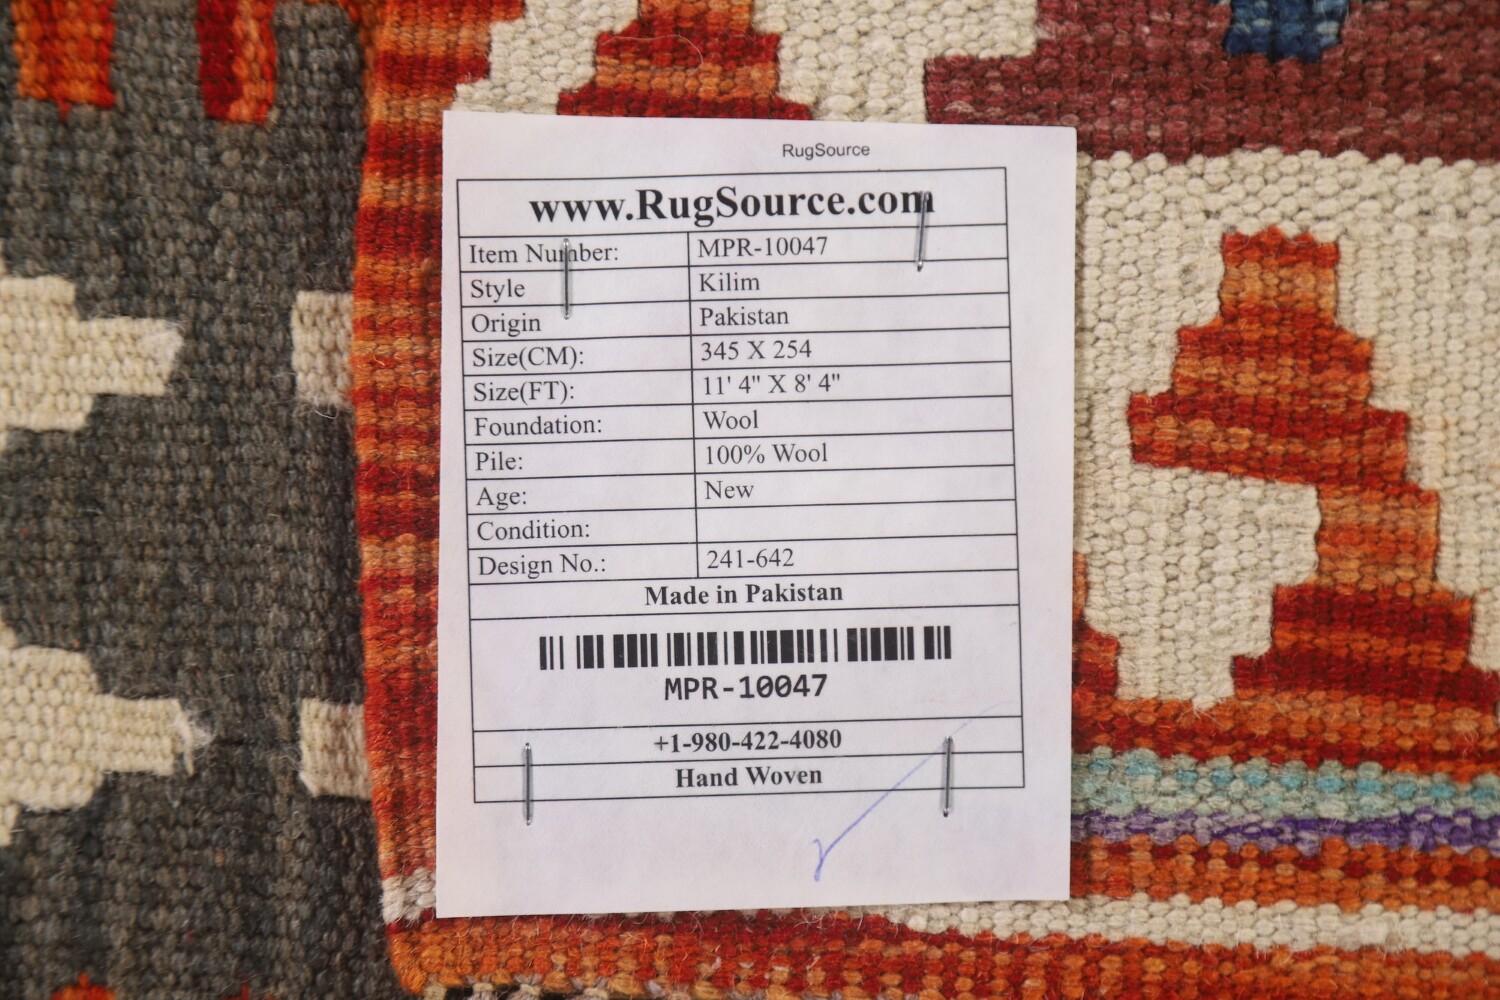 RugSource
www.RugSource.com
Item Number: MPR-10047
Style Kilim
Origin Pakistan
Size(CM): 345 X 254
Size(FT): 11' 4" X 8' 4"
Foundation: Wool
Pile: 100% Wool
Age: New
Condition:
Design No.: 241-642
Made in Pakistan
MPR-10047
+1-980-422-4080
Hand Woven